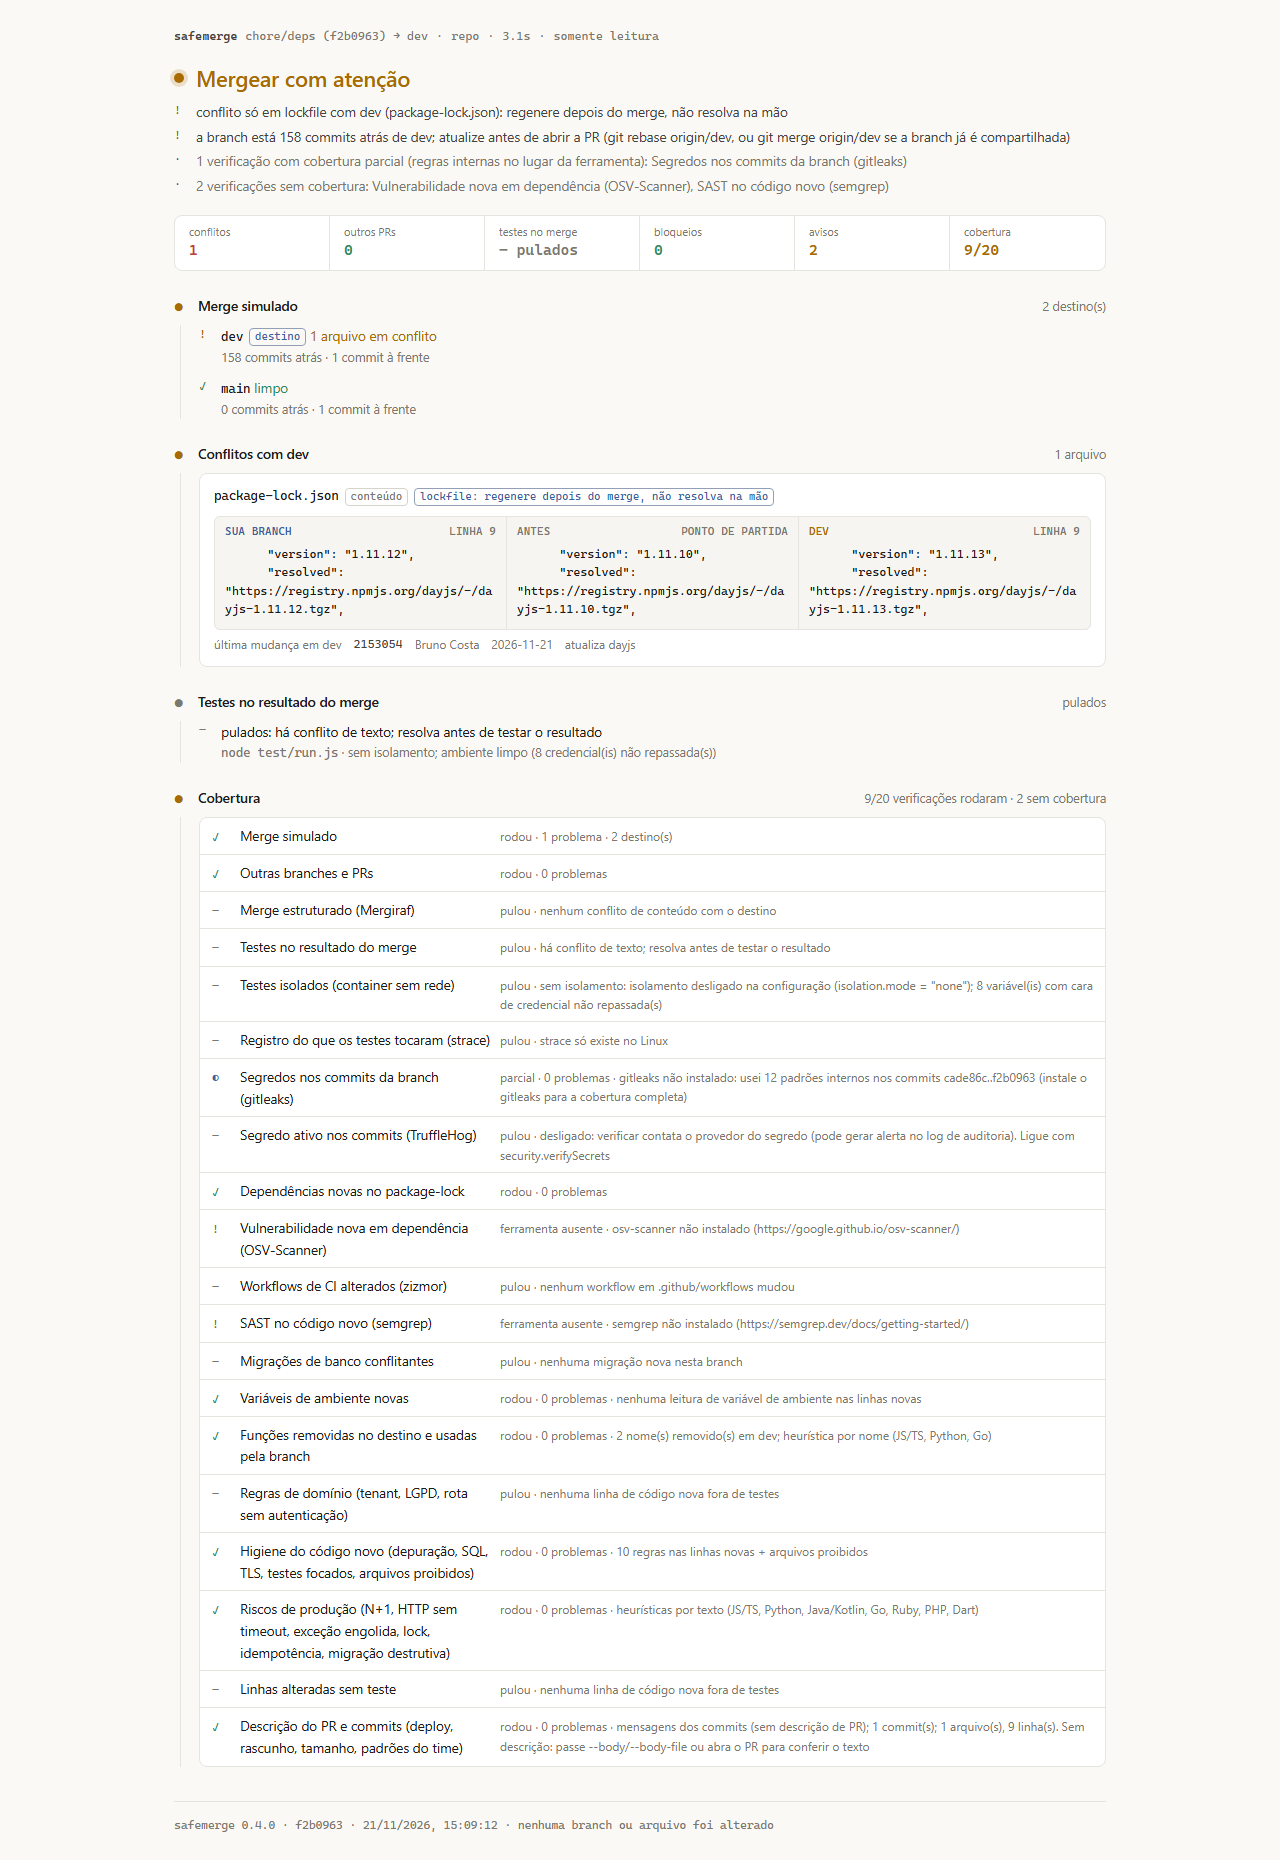 safemerge chore/deps (f2b0963) → dev · repo · 3.1s · somente leitura
Mergear com atenção
! conflito só em lockfile com dev (package-lock.json): regenere depois do merge, não resolva na mão
! a branch está 158 commits atrás de dev; atualize antes de abrir a PR (git rebase origin/dev, ou git merge origin/dev se a branch já é compartilhada)
· 1 verificação com cobertura parcial (regras internas no lugar da ferramenta): Segredos nos commits da branch (gitleaks)
· 2 verificações sem cobertura: Vulnerabilidade nova em dependência (OSV-Scanner), SAST no código novo (semgrep)
conflitos
1
outros PRs
0
testes no merge
— pulados
bloqueios
0
avisos
2
cobertura
9/20
Merge simulado 2 destino(s)
! dev destino 1 arquivo em conflito
158 commits atrás · 1 commit à frente
✓ main limpo
0 commits atrás · 1 commit à frente
Conflitos com dev 1 arquivo
package-lock.json conteúdo lockfile: regenere depois do merge, não resolva na mão
SUA BRANCH LINHA 9
"version": "1.11.12",
"resolved":
"https://registry.npmjs.org/dayjs/-/da
yjs-1.11.12.tgz",
ANTES PONTO DE PARTIDA
"version": "1.11.10",
"resolved":
"https://registry.npmjs.org/dayjs/-/da
yjs-1.11.10.tgz",
DEV LINHA 9
"version": "1.11.13",
"resolved":
"https://registry.npmjs.org/dayjs/-/da
yjs-1.11.13.tgz",
última mudança em dev 2153054 Bruno Costa 2026-11-21 atualiza dayjs
Testes no resultado do merge pulados
— pulados: há conflito de texto; resolva antes de testar o resultado
node test/run.js · sem isolamento; ambiente limpo (8 credencial(is) não repassada(s))
Cobertura 9/20 verificações rodaram · 2 sem cobertura
✓ Merge simulado rodou · 1 problema · 2 destino(s)
✓ Outras branches e PRs rodou · 0 problemas
— Merge estruturado (Mergiraf) pulou · nenhum conflito de conteúdo com o destino
— Testes no resultado do merge pulou · há conflito de texto; resolva antes de testar o resultado
— Testes isolados (container sem rede) pulou · sem isolamento: isolamento desligado na configuração (isolation.mode = "none"); 8 variável(is) com cara
de credencial não repassada(s)
— Registro do que os testes tocaram (strace) pulou · strace só existe no Linux
◐ Segredos nos commits da branch
(gitleaks)
parcial · 0 problemas · gitleaks não instalado: usei 12 padrões internos nos commits cade86c..f2b0963 (instale o
gitleaks para a cobertura completa)
— Segredo ativo nos commits (TruffleHog) pulou · desligado: verificar contata o provedor do segredo (pode gerar alerta no log de auditoria). Ligue com
security.verifySecrets
✓ Dependências novas no package-lock rodou · 0 problemas
! Vulnerabilidade nova em dependência
(OSV-Scanner)
ferramenta ausente · osv-scanner não instalado (https://google.github.io/osv-scanner/)
— Workflows de CI alterados (zizmor) pulou · nenhum workflow em .github/workflows mudou
! SAST no código novo (semgrep) ferramenta ausente · semgrep não instalado (https://semgrep.dev/docs/getting-started/)
— Migrações de banco conflitantes pulou · nenhuma migração nova nesta branch
✓ Variáveis de ambiente novas rodou · 0 problemas · nenhuma leitura de variável de ambiente nas linhas novas
✓ Funções removidas no destino e usadas
pela branch
rodou · 0 problemas · 2 nome(s) removido(s) em dev; heurística por nome (JS/TS, Python, Go)
— Regras de domínio (tenant, LGPD, rota
sem autenticação)
pulou · nenhuma linha de código nova fora de testes
✓ Higiene do código novo (depuração, SQL,
TLS, testes focados, arquivos proibidos)
rodou · 0 problemas · 10 regras nas linhas novas + arquivos proibidos
✓ Riscos de produção (N+1, HTTP sem
timeout, exceção engolida, lock,
idempotência, migração destrutiva)
rodou · 0 problemas · heurísticas por texto (JS/TS, Python, Java/Kotlin, Go, Ruby, PHP, Dart)
— Linhas alteradas sem teste pulou · nenhuma linha de código nova fora de testes
✓ Descrição do PR e commits (deploy,
rascunho, tamanho, padrões do time)
rodou · 0 problemas · mensagens dos commits (sem descrição de PR); 1 commit(s); 1 arquivo(s), 9 linha(s). Sem
descrição: passe --body/--body-file ou abra o PR para conferir o texto
safemerge 0.4.0 · f2b0963 · 21/11/2026, 15:09:12 · nenhuma branch ou arquivo foi alterado